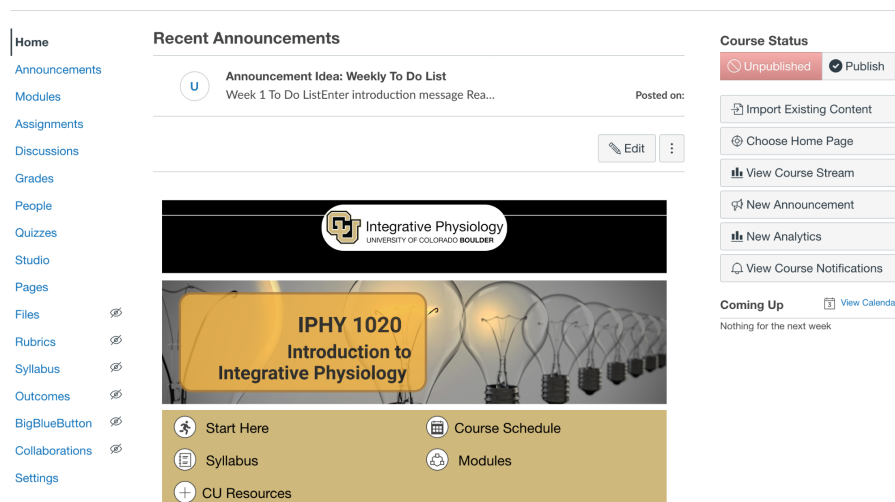 Home
Announcements
Modules
Assignments
Discussions
Grades
People
Quizzes
Studio
Pages
Files
Rubrics
Syllabus
Outcomes
BigBlueButton
Collaborations
Settings
Recent Announcements
U
Announcement Idea: Weekly To Do List
Week 1 To Do ListEnter introduction message Rea...
Posted on:
Edit
CU
Integrative Physiology
UNIVERSITY OF COLORADO BOULDER
IPHY 1020
Introduction to
Integrative Physiology
Start Here
Course Schedule
Syllabus
Modules
CU Resources
Course Status
Unpublished
Publish
Import Existing Content
Choose Home Page
View Course Stream
New Announcement
New Analytics
View Course Notifications
Coming Up
3 View Calenda
Nothing for the next week